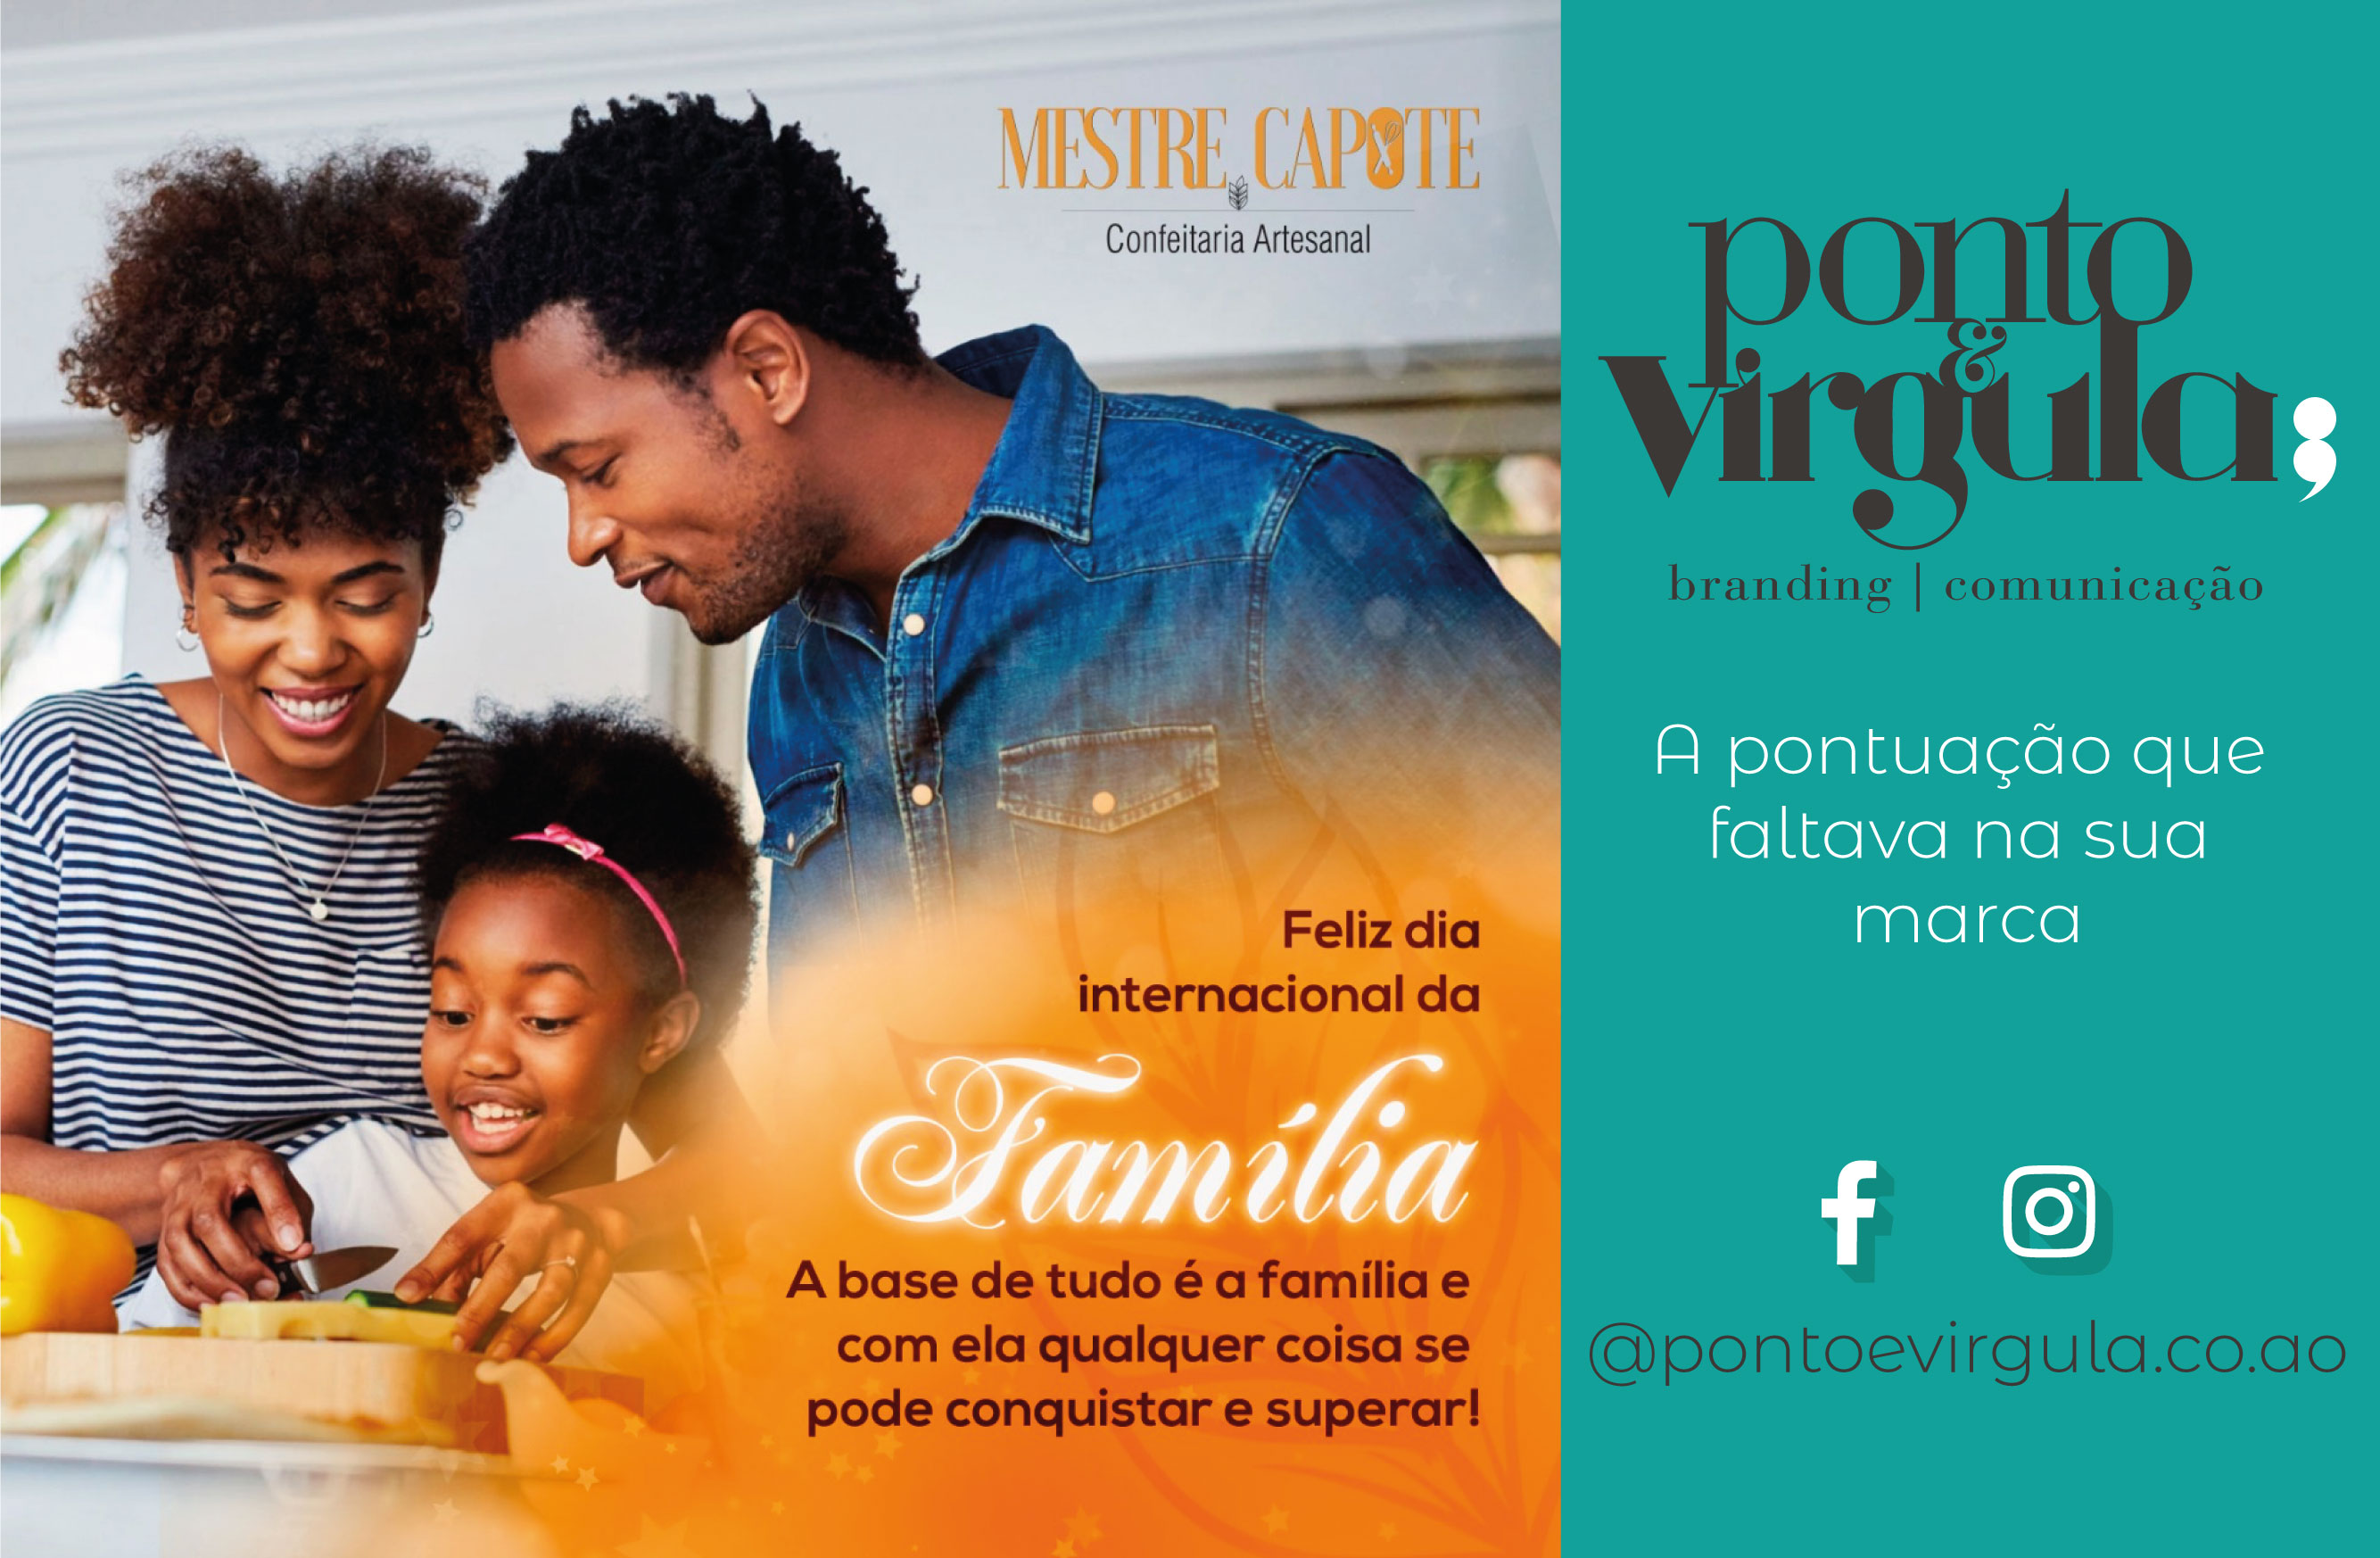 MESTRE CAPOTE
Confeitaria Artesanal
Feliz dia
internacional da
Família
A base de tudo é a família e
com ela qualquer coisa se
pode conquistar e superar!
ponto
&
virgula;
branding | comunicação
A pontuação que
faltava na sua
marca
@pontoevirgula.co.ao